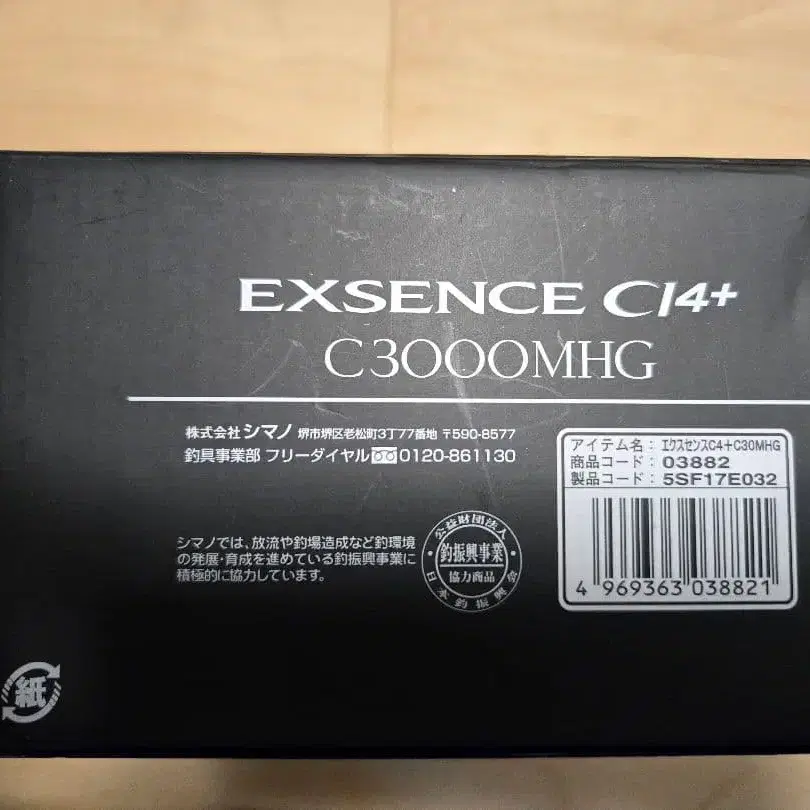 EXSENCE CI4+
C3000MHG
株式会社シマノ 堺市堺区老松町3丁77番地 〒590-8577
釣具事業部 フリーダイヤル 0120-861130
アイテム名: エクスセンスC4+C30MHG
商品コード: 03882
製品コード: 5SF17E032
4 969363 038821
シマノでは、放流や釣場造成など釣環境
の発展・育成を進めている釣振興事業に
積極的に協力しています。
公益財団法人
釣振興事業
協力商品
日本釣振興会
紙